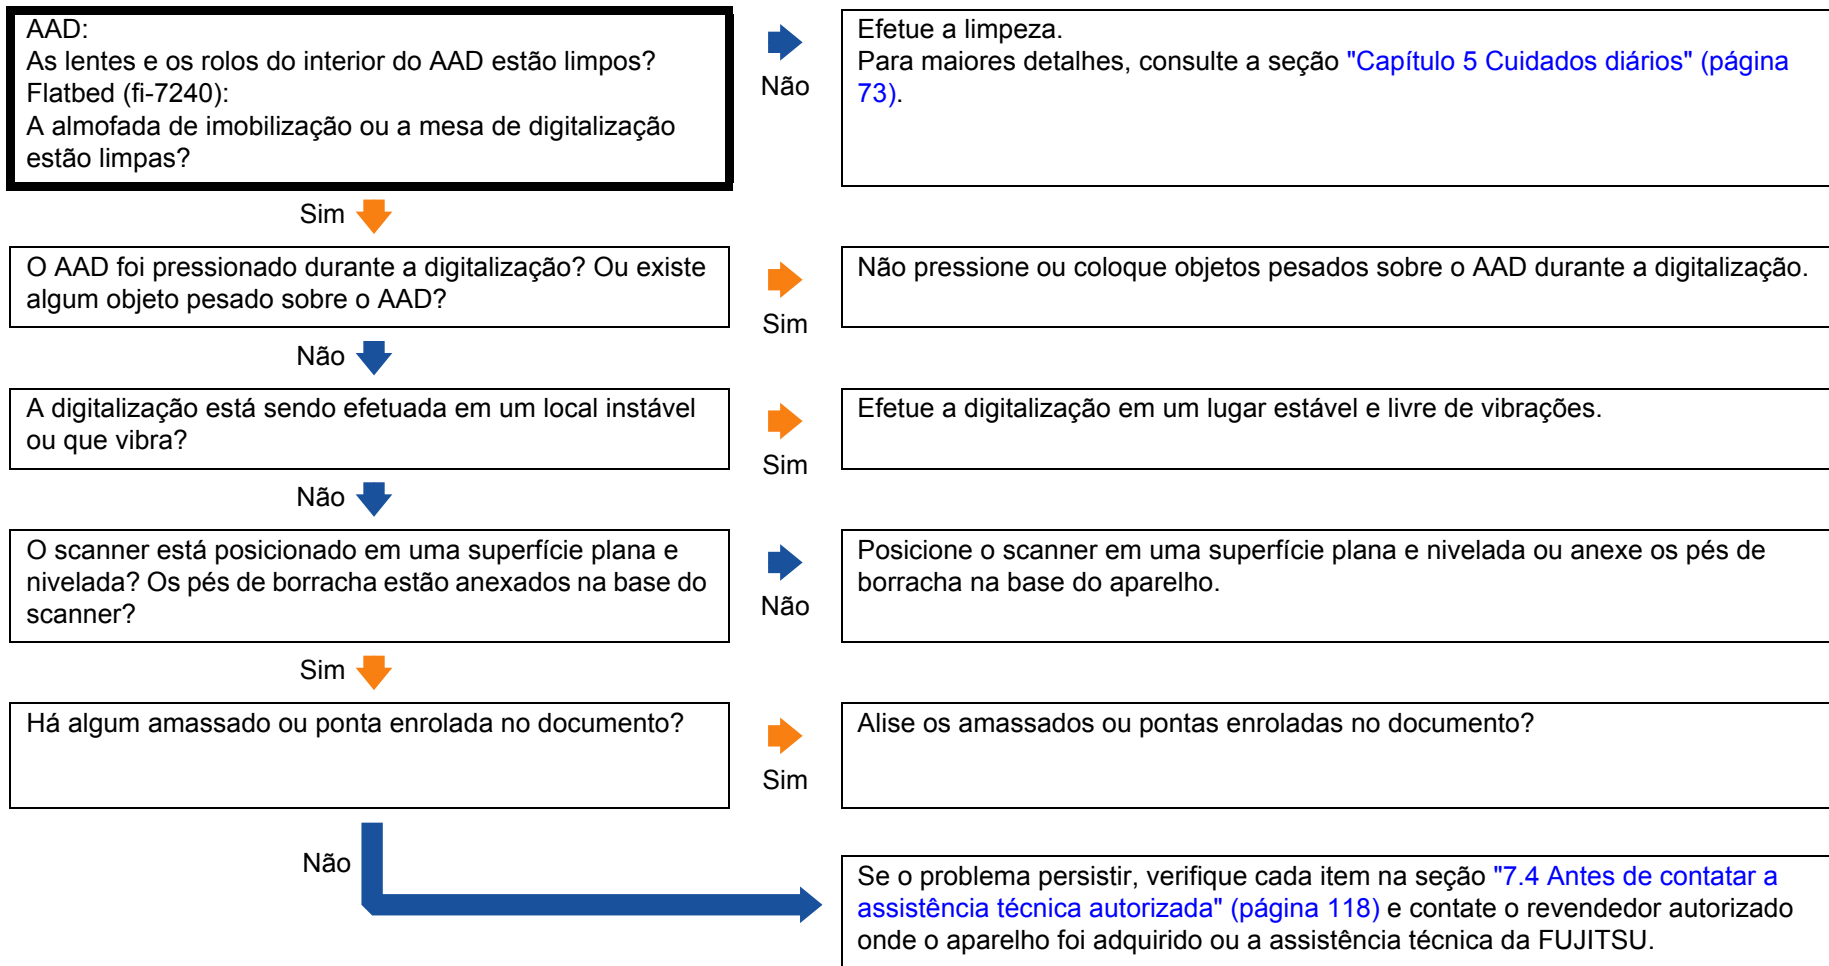 AAD:
As lentes e os rolos do interior do AAD estão limpos?
Flatbed (fi-7240):
A almofada de imobilização ou a mesa de digitalização
estão limpas?
Não
Efetue a limpeza.
Para maiores detalhes, consulte a seção "Capítulo 5 Cuidados diários" (página
73).
Sim
O AAD foi pressionado durante a digitalização? Ou existe
algum objeto pesado sobre o AAD?
Sim
Não pressione ou coloque objetos pesados sobre o AAD durante a digitalização.
Não
A digitalização está sendo efetuada em um local instável
ou que vibra?
Sim
Efetue a digitalização em um lugar estável e livre de vibrações.
Não
O scanner está posicionado em uma superfície plana e
nivelada? Os pés de borracha estão anexados na base do
scanner?
Não
Posicione o scanner em uma superfície plana e nivelada ou anexe os pés de
borracha na base do aparelho.
Sim
Há algum amassado ou ponta enrolada no documento?
Sim
Alise os amassados ou pontas enroladas no documento?
Não
Se o problema persistir, verifique cada item na seção "7.4 Antes de contatar a
assistência técnica autorizada" (página 118) e contate o revendedor autorizado
onde o aparelho foi adquirido ou a assistência técnica da FUJITSU.